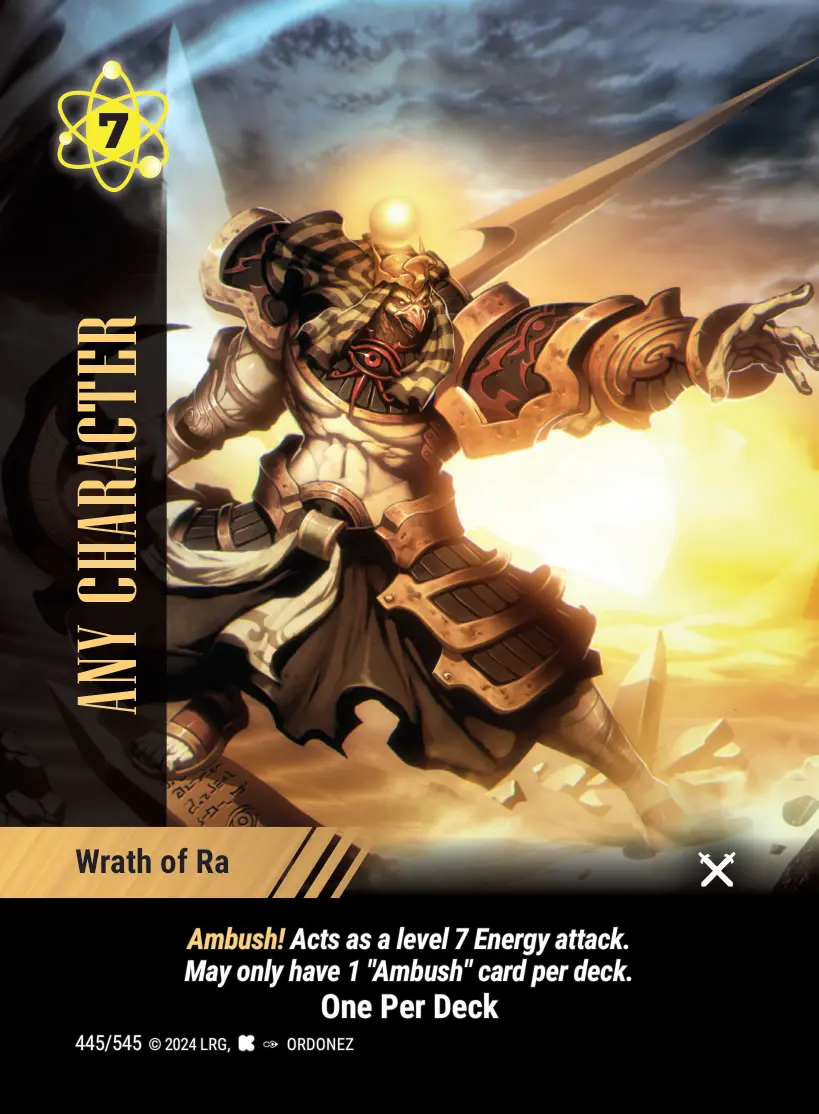 7
ANY CHARACTER
Wrath of Ra
Ambush! Acts as a level 7 Energy attack.
May only have 1 "Ambush" card per deck.
One Per Deck
445/545 © 2024 LRG, ORDONEZ